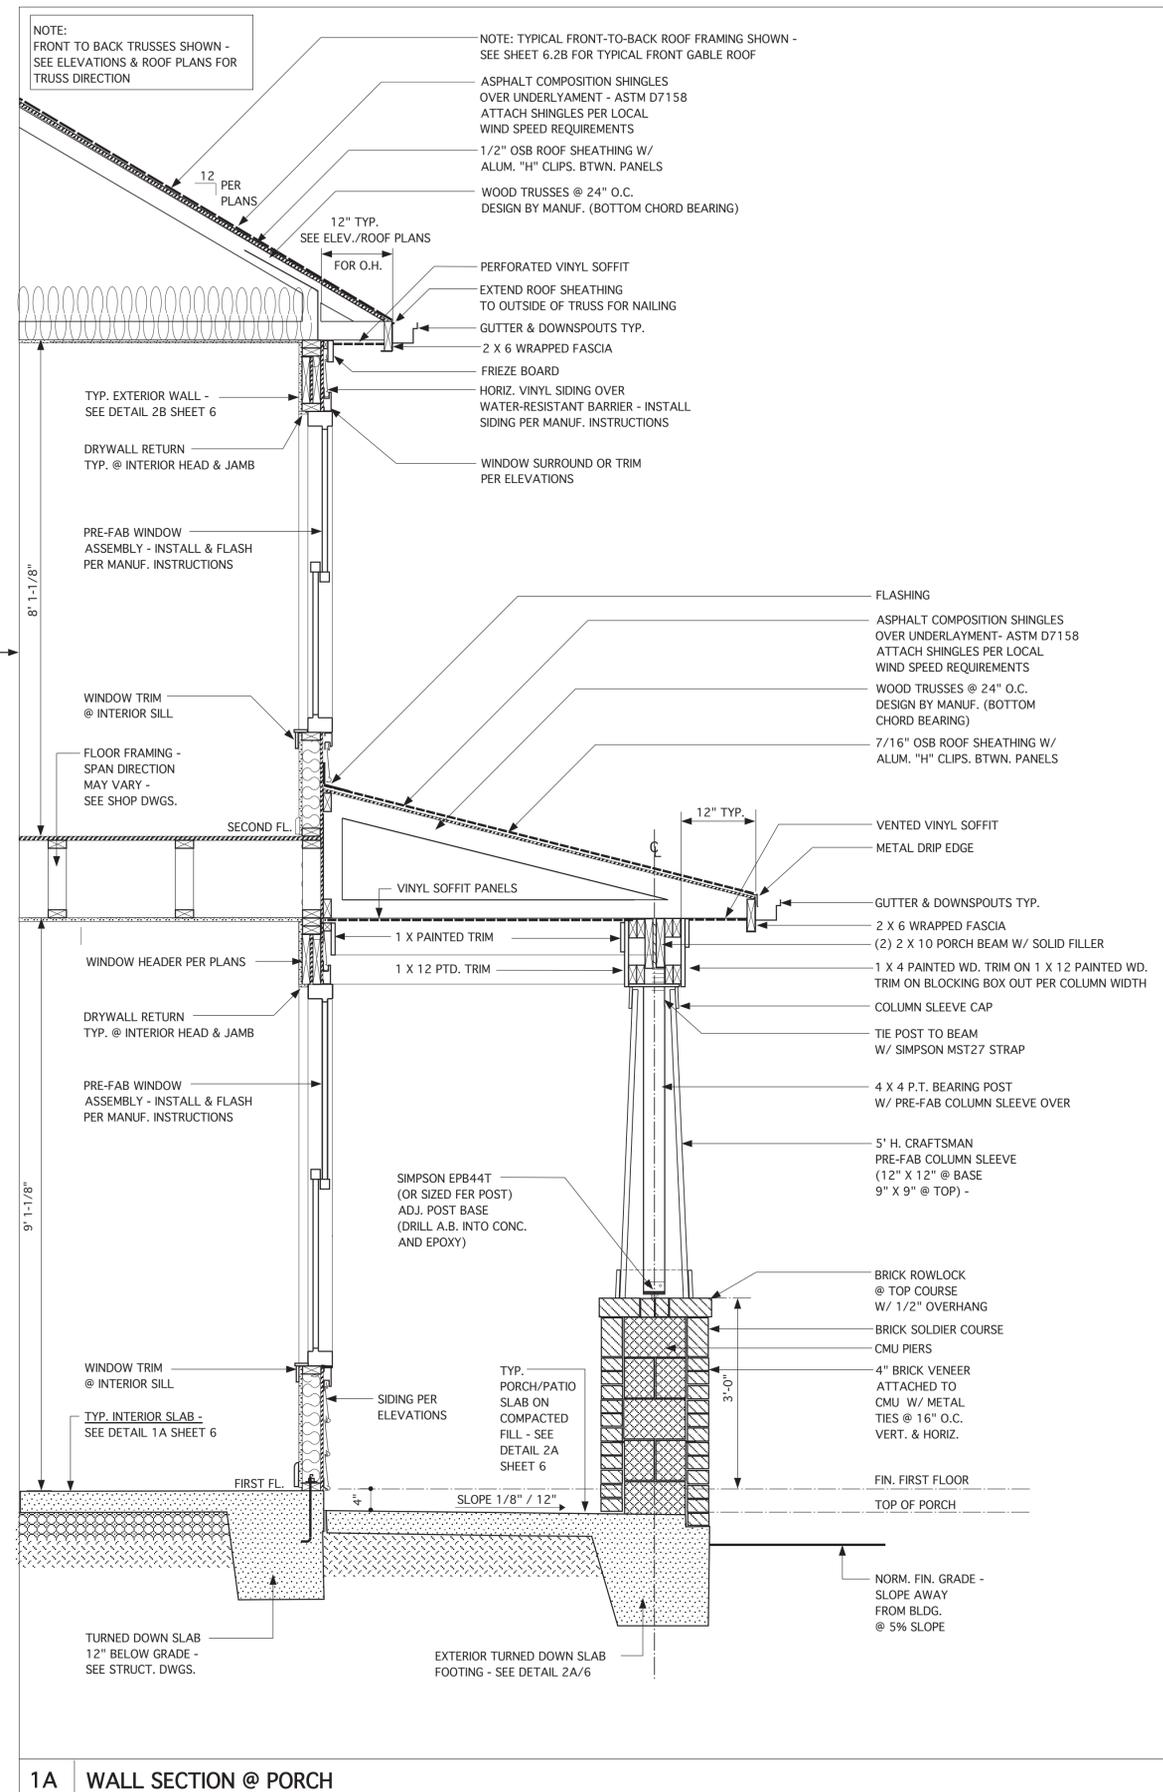 NOTE:
FRONT TO BACK TRUSSES SHOWN -
SEE ELEVATIONS & ROOF PLANS FOR
TRUSS DIRECTION
NOTE: TYPICAL FRONT-TO-BACK ROOF FRAMING SHOWN -
SEE SHEET 6.2B FOR TYPICAL FRONT GABLE ROOF
ASPHALT COMPOSITION SHINGLES
OVER UNDERLYAMENT - ASTM D7158
ATTACH SHINGLES PER LOCAL
WIND SPEED REQUIREMENTS
1/2" OSB ROOF SHEATHING W/
ALUM. "H" CLIPS. BTWN. PANELS
12
PER
PLANS
WOOD TRUSSES @ 24" O.C.
DESIGN BY MANUF. (BOTTOM CHORD BEARING)
12" TYP.
SEE ELEV./ROOF PLANS
FOR O.H.
PERFORATED VINYL SOFFIT
EXTEND ROOF SHEATHING
TO OUTSIDE OF TRUSS FOR NAILING
GUTTER & DOWNSPOUTS TYP.
2 X 6 WRAPPED FASCIA
FRIEZE BOARD
HORIZ. VINYL SIDING OVER
WATER-RESISTANT BARRIER - INSTALL
SIDING PER MANUF. INSTRUCTIONS
WINDOW SURROUND OR TRIM
PER ELEVATIONS
TYP. EXTERIOR WALL -
SEE DETAIL 2B SHEET 6
DRYWALL RETURN
TYP. @ INTERIOR HEAD & JAMB
PRE-FAB WINDOW
ASSEMBLY - INSTALL & FLASH
PER MANUF. INSTRUCTIONS
8' 1-1/8"
WINDOW TRIM
@ INTERIOR SILL
FLOOR FRAMING -
SPAN DIRECTION
MAY VARY -
SEE SHOP DWGS.
SECOND FL.
FLASHING
ASPHALT COMPOSITION SHINGLES
OVER UNDERLAYMENT- ASTM D7158
ATTACH SHINGLES PER LOCAL
WIND SPEED REQUIREMENTS
WOOD TRUSSES @ 24" O.C.
DESIGN BY MANUF. (BOTTOM
CHORD BEARING)
7/16" OSB ROOF SHEATHING W/
ALUM. "H" CLIPS. BTWN. PANELS
12" TYP.
CL
VENTED VINYL SOFFIT
METAL DRIP EDGE
VINYL SOFFIT PANELS
GUTTER & DOWNSPOUTS TYP.
2 X 6 WRAPPED FASCIA
1 X PAINTED TRIM
(2) 2 X 10 PORCH BEAM W/ SOLID FILLER
WINDOW HEADER PER PLANS
1 X 12 PTD. TRIM
1 X 4 PAINTED WD. TRIM ON 1 X 12 PAINTED WD.
TRIM ON BLOCKING BOX OUT PER COLUMN WIDTH
COLUMN SLEEVE CAP
DRYWALL RETURN
TYP. @ INTERIOR HEAD & JAMB
TIE POST TO BEAM
W/ SIMPSON MST27 STRAP
PRE-FAB WINDOW
ASSEMBLY - INSTALL & FLASH
PER MANUF. INSTRUCTIONS
4 X 4 P.T. BEARING POST
W/ PRE-FAB COLUMN SLEEVE OVER
5' H. CRAFTSMAN
PRE-FAB COLUMN SLEEVE
(12" X 12" @ BASE
9" X 9" @ TOP) -
9' 1-1/8"
SIMPSON EPB44T
(OR SIZED FER POST)
ADJ. POST BASE
(DRILL A.B. INTO CONC.
AND EPOXY)
BRICK ROWLOCK
@ TOP COURSE
W/ 1/2" OVERHANG
BRICK SOLDIER COURSE
CMU PIERS
4" BRICK VENEER
ATTACHED TO
CMU W/ METAL
TIES @ 16" O.C.
VERT. & HORIZ.
3'-0"
WINDOW TRIM
@ INTERIOR SILL
TYP. INTERIOR SLAB -
SEE DETAIL 1A SHEET 6
SIDING PER
ELEVATIONS
TYP.
PORCH/PATIO
SLAB ON
COMPACTED
FILL - SEE
DETAIL 2A
SHEET 6
FIRST FL.
4"
SLOPE 1/8" / 12"
FIN. FIRST FLOOR
TOP OF PORCH
NORM. FIN. GRADE -
SLOPE AWAY
FROM BLDG.
@ 5% SLOPE
TURNED DOWN SLAB
12" BELOW GRADE -
SEE STRUCT. DWGS.
EXTERIOR TURNED DOWN SLAB
FOOTING - SEE DETAIL 2A/6
1A WALL SECTION @ PORCH